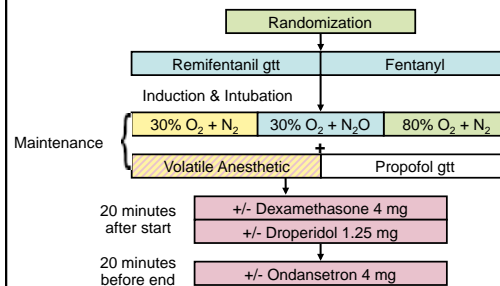 Randomization
Remifentanil gtt Fentanyl
Induction & Intubation
30% O₂ + N₂ 30% O₂ + N₂O 80% O₂ + N₂
Maintenance
+
Volatile Anesthetic Propofol gtt
20 minutes
after start
+/- Dexamethasone 4 mg
+/- Droperidol 1.25 mg
20 minutes
before end
+/- Ondansetron 4 mg